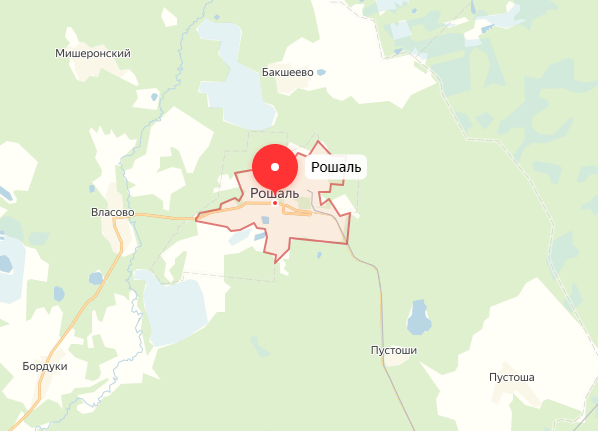 Мишеронский
Бакшеево
Рошаль
Рошаль
Власово
Пустоши
Бордуки
Пустоша